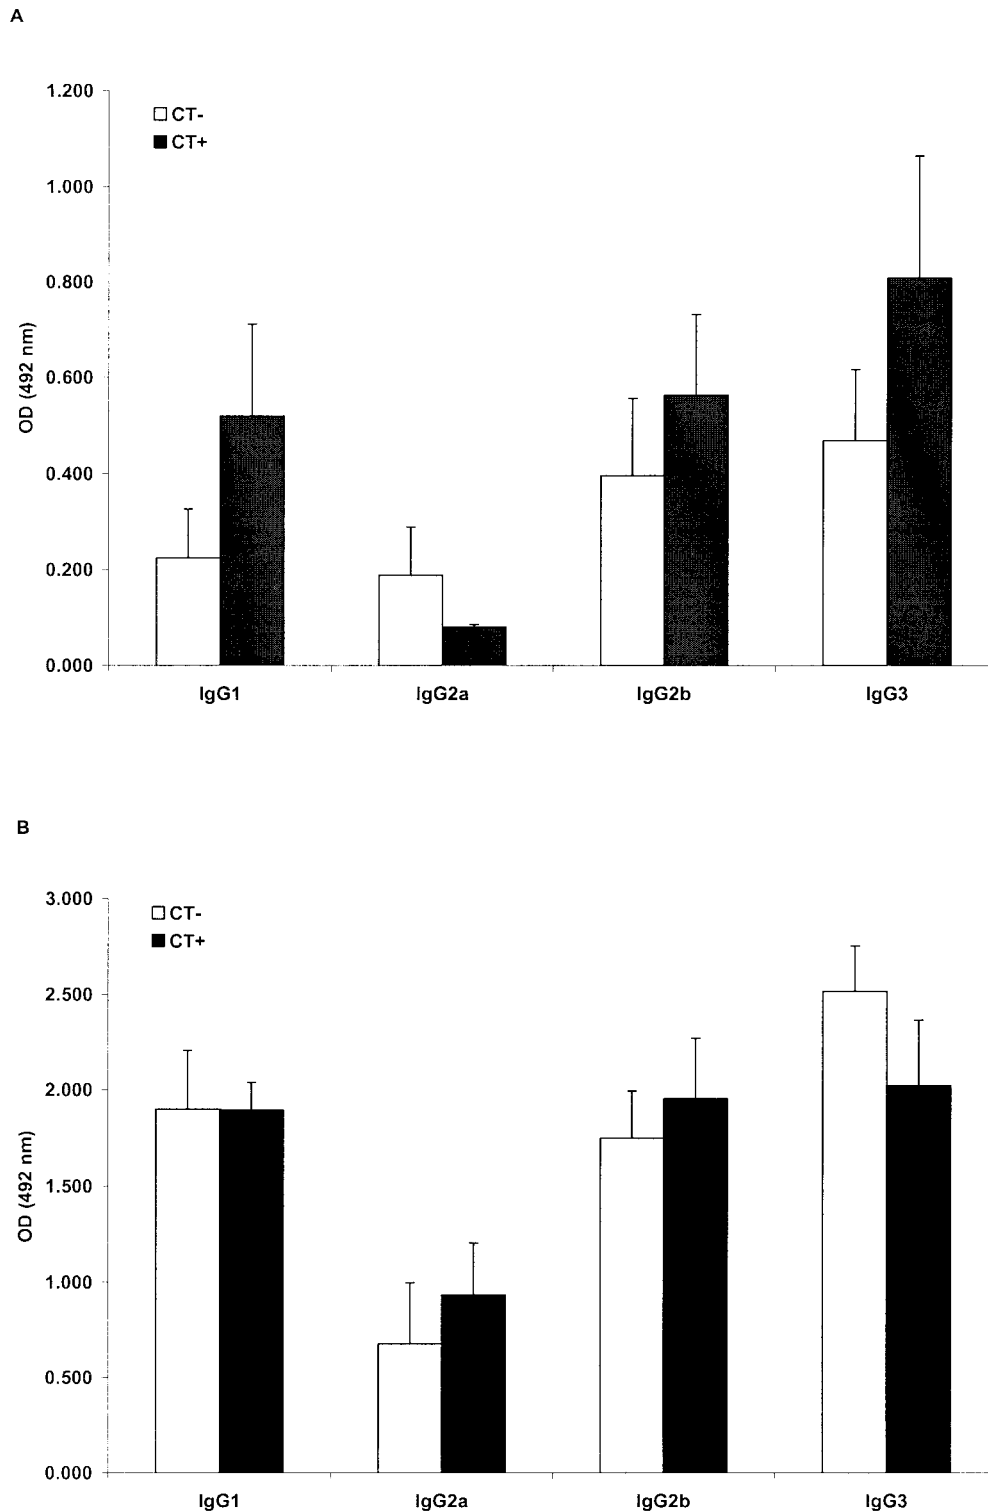 A
1.200
CT-
CT+
1.000
0.800
0.600
0.400
0.200
0.000
OD (492 nm)
IgG1 IgG2a IgG2b IgG3
B
3.000
CT-
CT+
2.500
2.000
1.500
1.000
0.500
0.000
OD (492 nm)
IgG1 IgG2a IgG2b IgG3